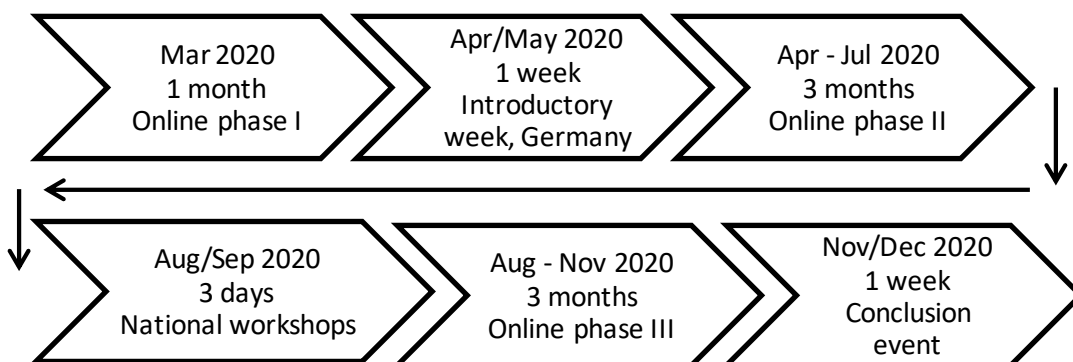 Mar 2020
1 month
Online phase I
Apr/May 2020
1 week
Introductory
week, Germany
Apr - Jul 2020
3 months
Online phase II
Aug/Sep 2020
3 days
National workshops
Aug - Nov 2020
3 months
Online phase III
Nov/Dec 2020
1 week
Conclusion
event